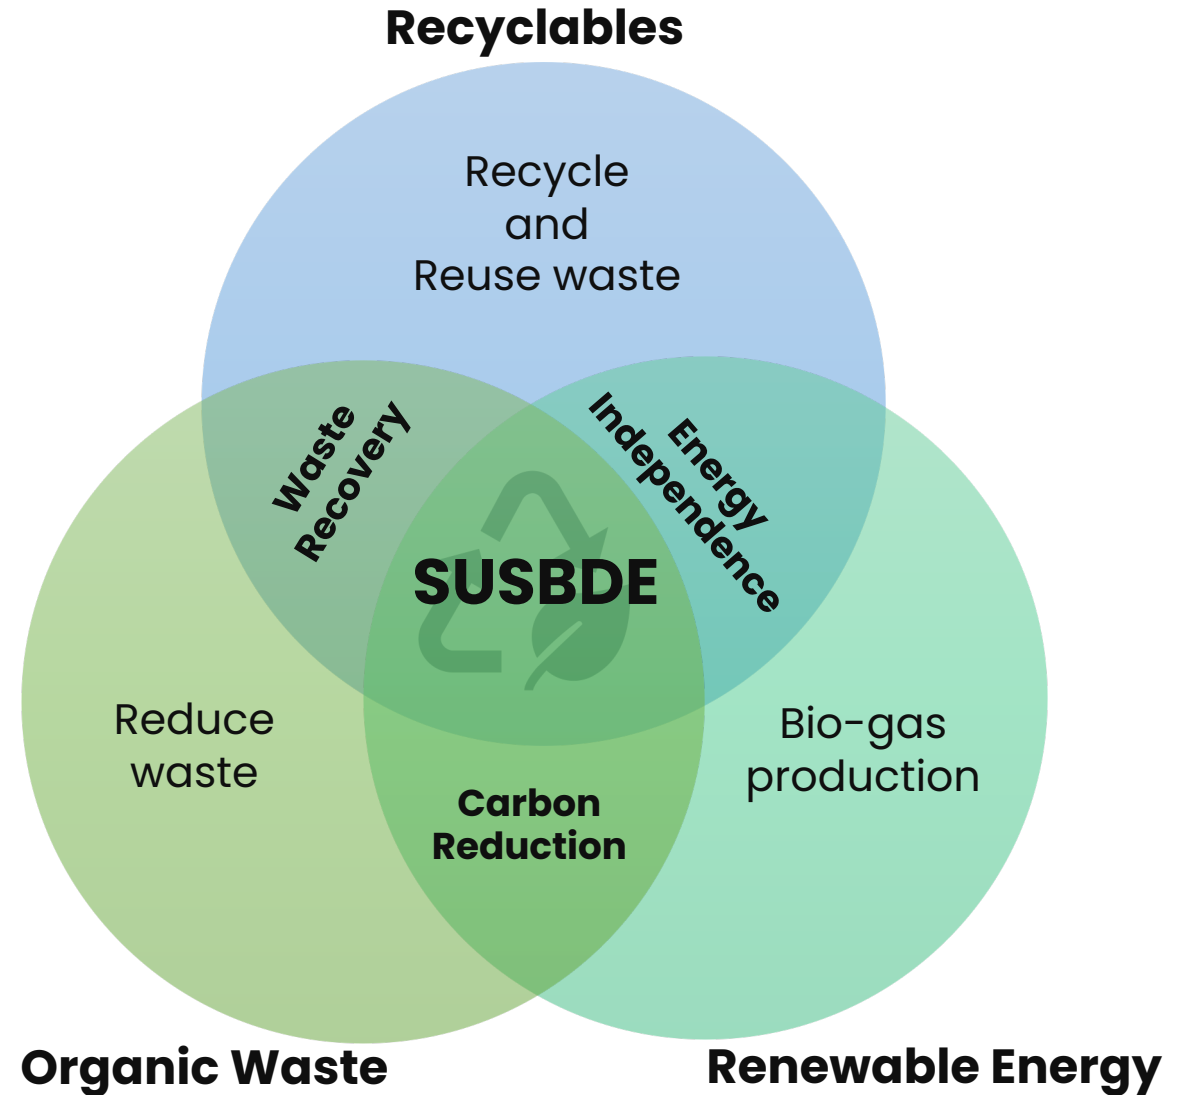 Recyclables
Recycle
and
Reuse waste
Waste
Recovery
Energy
Independence
SUSBDE
Reduce
waste
Bio-gas
production
Carbon
Reduction
Organic Waste
Renewable Energy